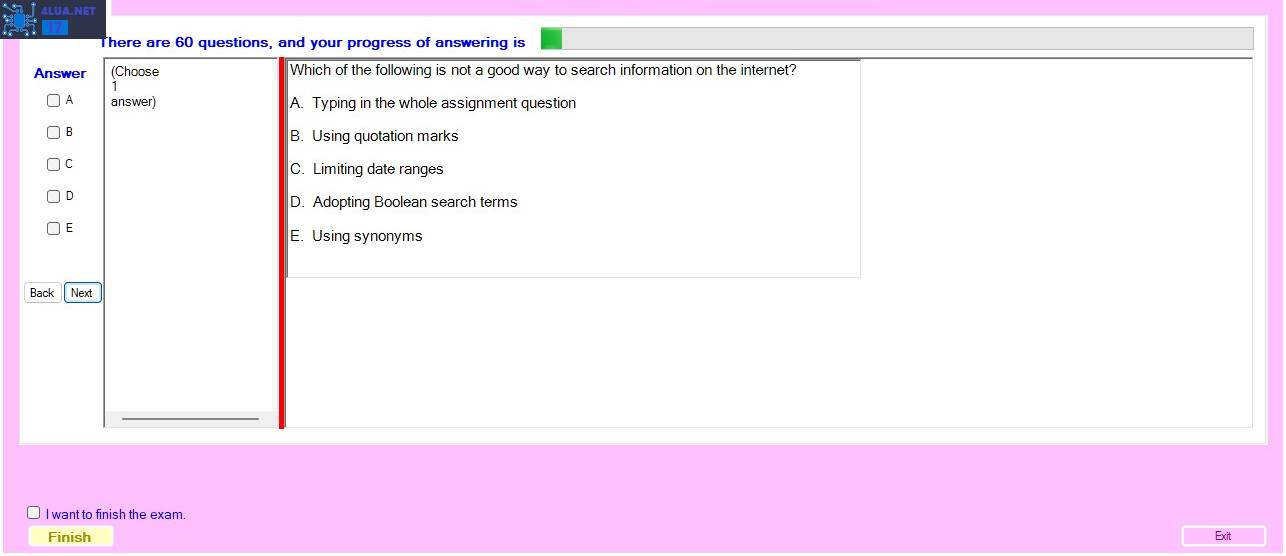 4LUA.NET
17
There are 60 questions, and your progress of answering is
Answer
(Choose
1
answer)
A
B
C
D
E
Back Next
Which of the following is not a good way to search information on the internet?
A. Typing in the whole assignment question
B. Using quotation marks
C. Limiting date ranges
D. Adopting Boolean search terms
E. Using synonyms
I want to finish the exam.
Finish
Exit